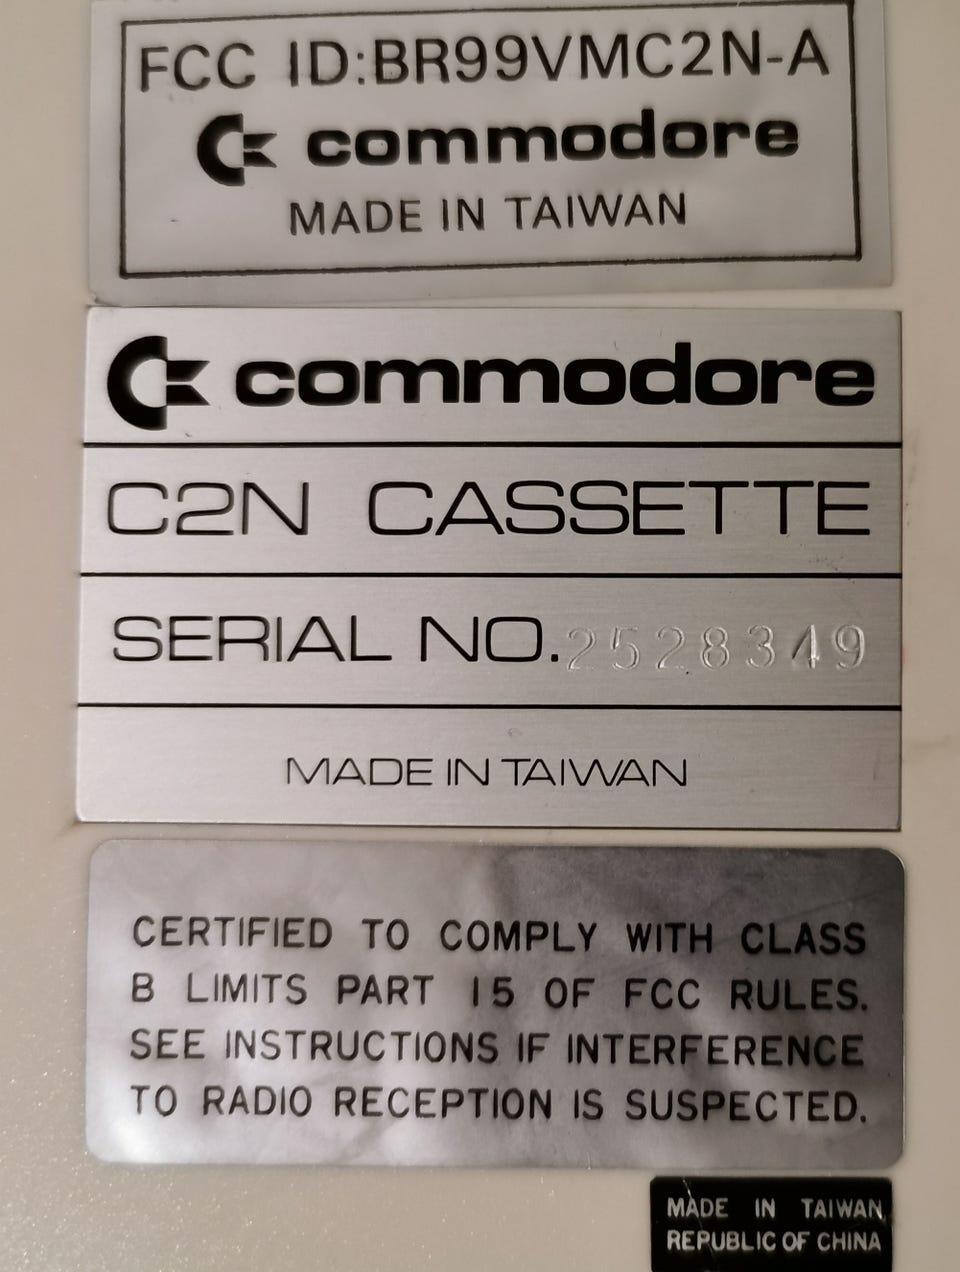 FCC ID:BR99VMC2N-A
commodore
MADE IN TAIWAN
commodore
C2N CASSETTE
SERIAL NO. 2528349
MADE IN TAIWAN
CERTIFIED TO COMPLY WITH CLASS
B LIMITS PART 15 OF FCC RULES.
SEE INSTRUCTIONS IF INTERFERENCE
TO RADIO RECEPTION IS SUSPECTED.
MADE IN TAIWAN
REPUBLIC OF CHINA